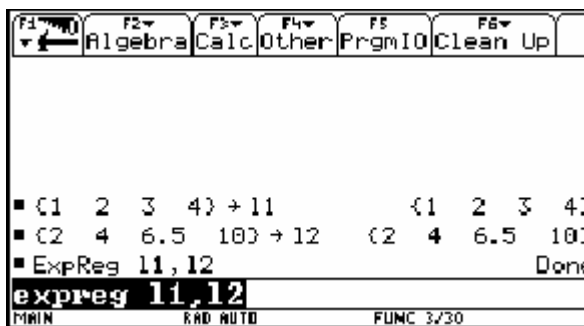 F1 F2 F3 F4 F5 F6
Algebra Calc Other PrgmIO Clean Up
{1 2 3 4} → l1 {1 2 3 4}
{2 4 6.5 10} → l2 {2 4 6.5 10}
ExpReg l1,l2 Done
expreg l1,l2
MAIN RAD AUTO FUNC 3/30